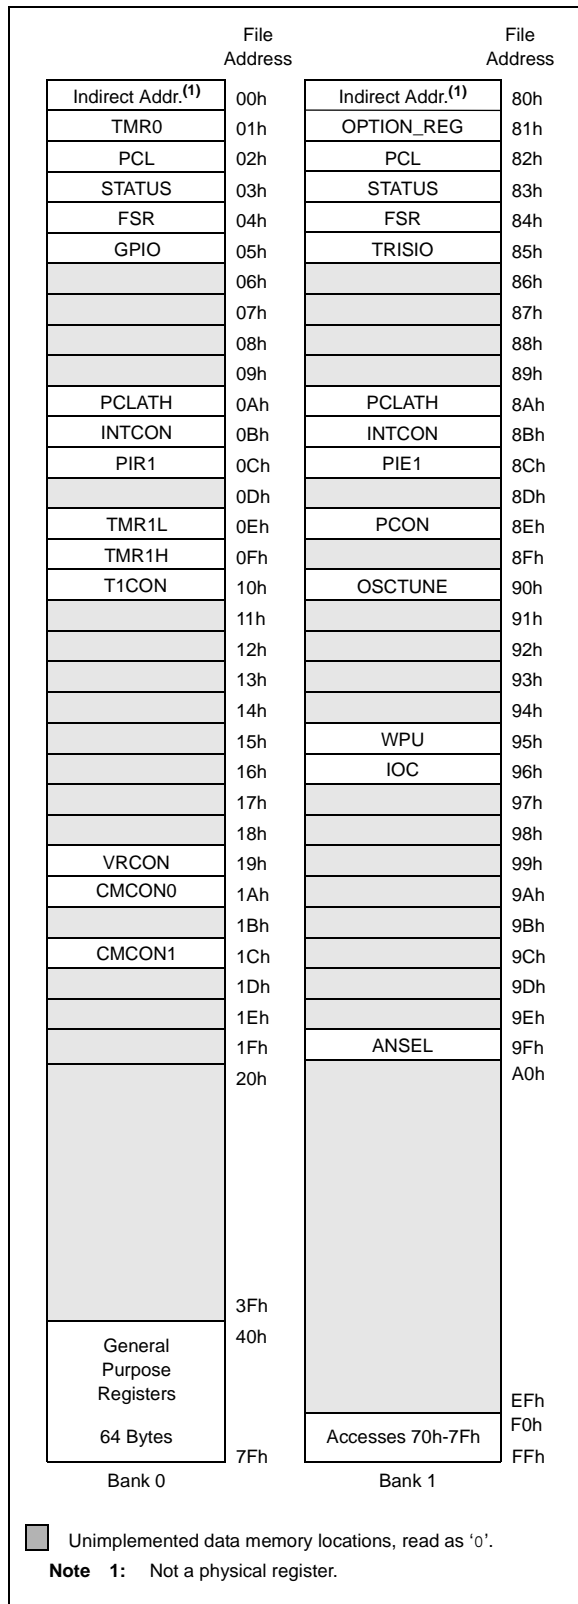 File Address File Address
Indirect Addr.(1) 00h Indirect Addr.(1) 80h
TMR0 01h OPTION_REG 81h
PCL 02h PCL 82h
STATUS 03h STATUS 83h
FSR 04h FSR 84h
GPIO 05h TRISIO 85h
06h 86h
07h 87h
08h 88h
09h 89h
PCLATH 0Ah PCLATH 8Ah
INTCON 0Bh INTCON 8Bh
PIR1 0Ch PIE1 8Ch
0Dh 8Dh
TMR1L 0Eh PCON 8Eh
TMR1H 0Fh 8Fh
T1CON 10h OSCTUNE 90h
11h 91h
12h 92h
13h 93h
14h 94h
15h WPU 95h
16h IOC 96h
17h 97h
18h 98h
VRCON 19h 99h
CMCON0 1Ah 9Ah
1Bh 9Bh
CMCON1 1Ch 9Ch
1Dh 9Dh
1Eh 9Eh
1Fh ANSEL 9Fh
20h A0h
3Fh
General 40h
Purpose
Registers
EFh
64 Bytes Accesses 70h-7Fh F0h
7Fh FFh
Bank 0 Bank 1
Unimplemented data memory locations, read as ‘0’.
Note 1: Not a physical register.